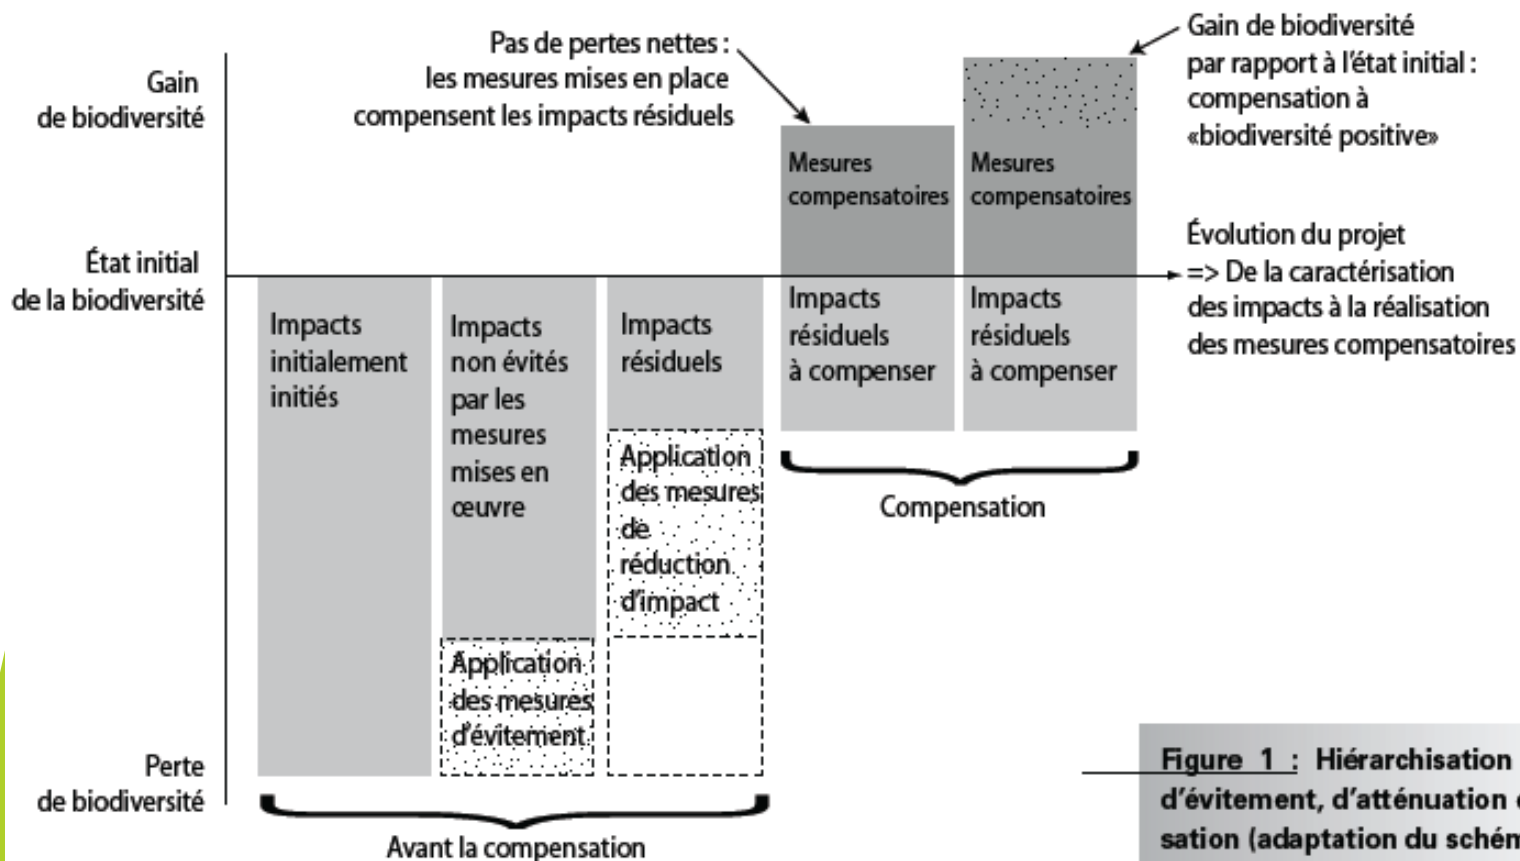 Gain
de biodiversité
État initial
de la biodiversité
Perte
de biodiversité
Pas de pertes nettes :
les mesures mises en place
compensent les impacts résiduels
Gain de biodiversité
par rapport à l'état initial :
compensation à
«biodiversité positive»
Mesures
compensatoires
Mesures
compensatoires
Évolution du projet
=> De la caractérisation
des impacts à la réalisation
des mesures compensatoires
Impacts
initialement
initiés
Impacts
non évités
par les
mesures
mises en
œuvre
Application
des mesures
d'évitement
Impacts
résiduels
Application
des mesures
de
réduction
d'impact
Impacts
résiduels
à compenser
Impacts
résiduels
à compenser
Avant la compensation
Compensation
Figure 1 : Hiérarchisation
d'évitement, d'atténuation
sation (adaptation du schém